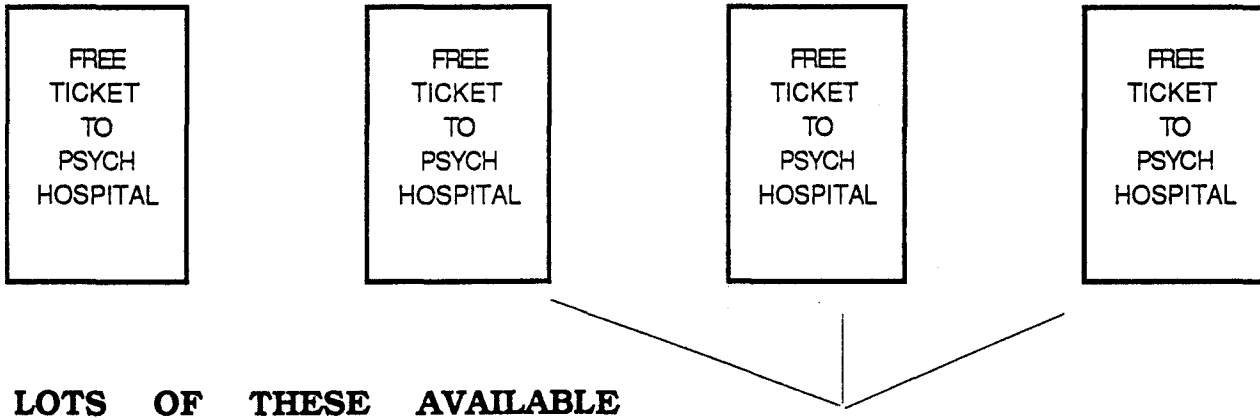 FREE
TICKET
TO
PSYCH
HOSPITAL
FREE
TICKET
TO
PSYCH
HOSPITAL
FREE
TICKET
TO
PSYCH
HOSPITAL
FREE
TICKET
TO
PSYCH
HOSPITAL
LOTS OF THESE AVAILABLE